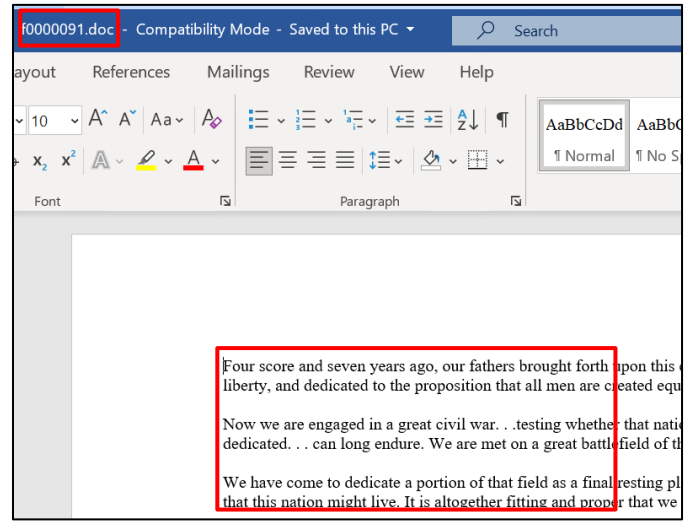 f0000091.doc - Compatibility Mode - Saved to this PC
Search
ayout References Mailings Review View Help
10 A A Aa A
AaBbCcDd AaBbC
x2 x2 A A
¶ Normal ¶ No S
Font Paragraph
Four score and seven years ago, our fathers brought forth upon this
liberty, and dedicated to the proposition that all men are created equ
Now we are engaged in a great civil war. . .testing whether that nati
dedicated. . . can long endure. We are met on a great battlefield of th
We have come to dedicate a portion of that field as a final resting pl
that this nation might live. It is altogether fitting and proper that we